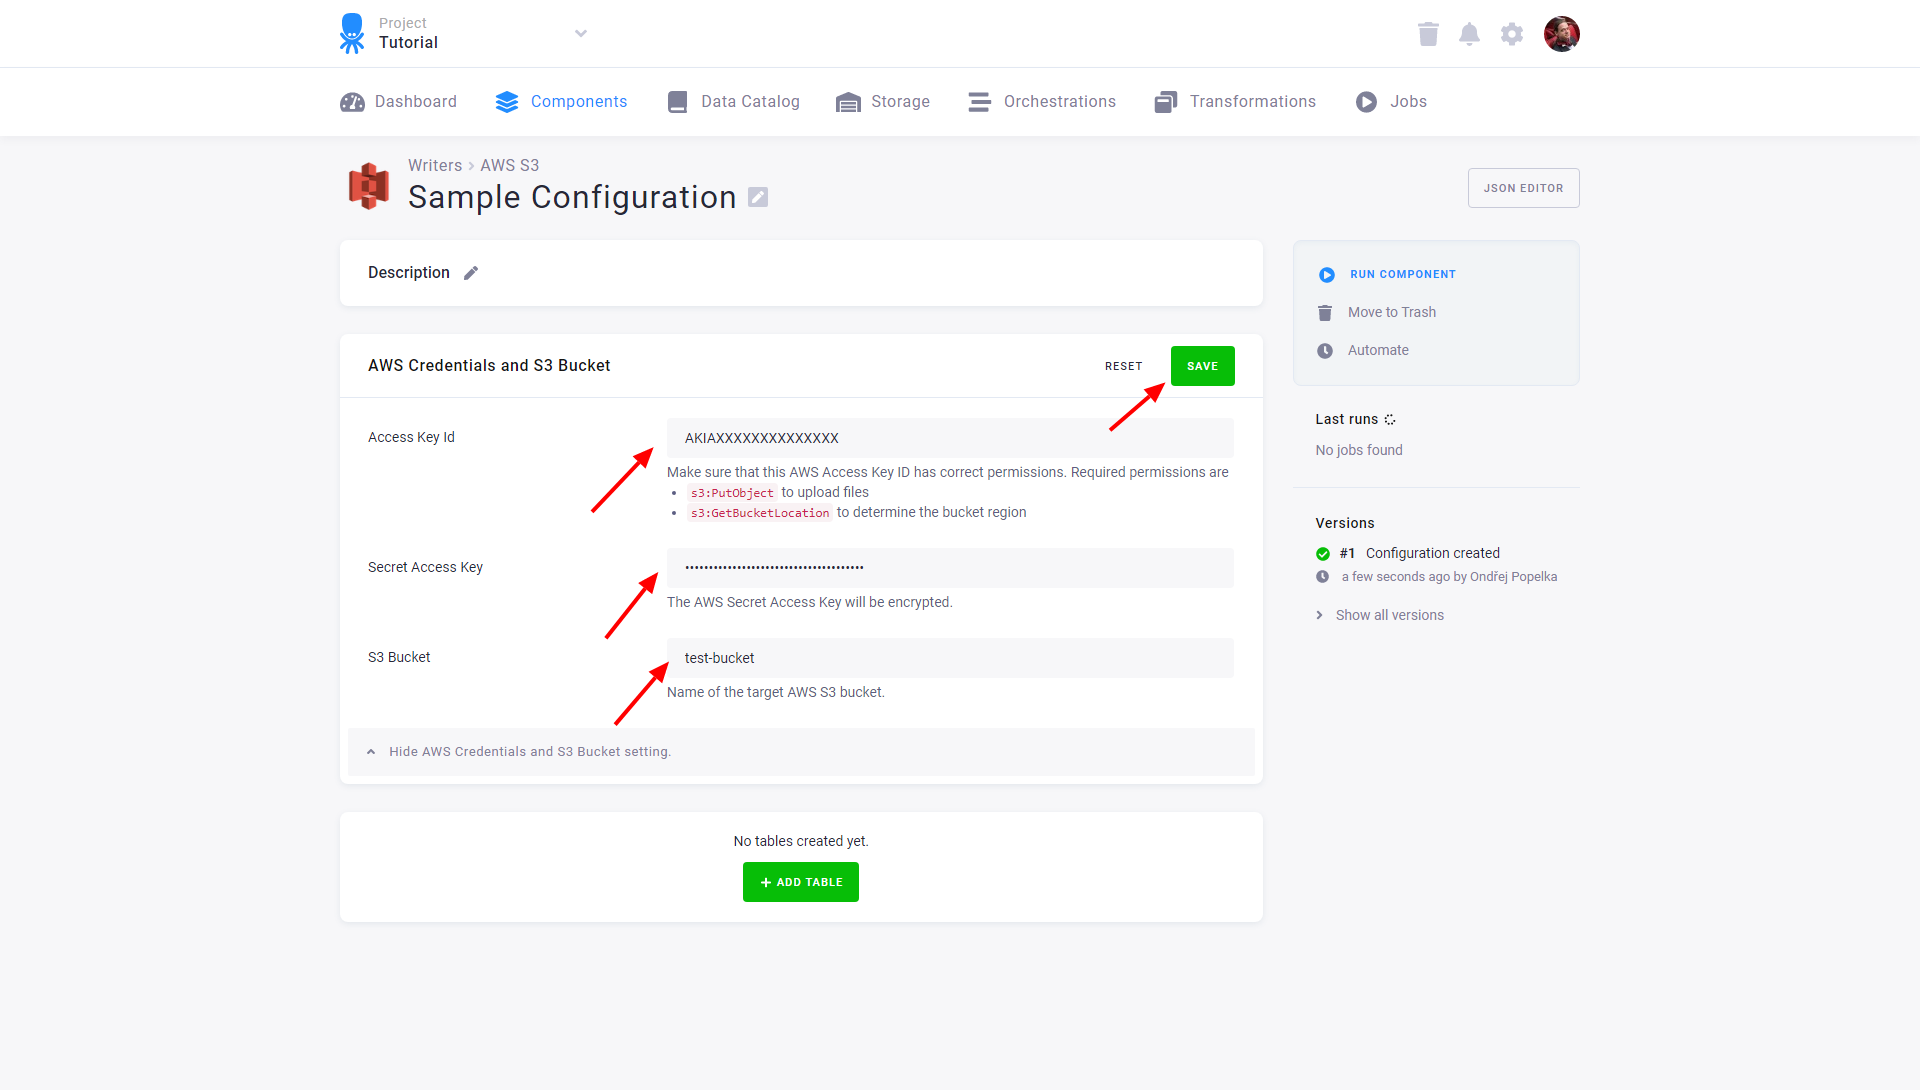 Project
Tutorial
Dashboard
Components
Data Catalog
Storage
Orchestrations
Transformations
Jobs
Writers › AWS S3
Sample Configuration
JSON EDITOR
Description
AWS Credentials and S3 Bucket
RESET
SAVE
Access Key Id
AKIAXXXXXXXXXXXXXXX
Make sure that this AWS Access Key ID has correct permissions. Required permissions are
• s3:PutObject to upload files
• s3:GetBucketLocation to determine the bucket region
Secret Access Key
••••••••••••••••••••••••••••••••••••••
The AWS Secret Access Key will be encrypted.
S3 Bucket
test-bucket
Name of the target AWS S3 bucket.
Hide AWS Credentials and S3 Bucket setting.
No tables created yet.
+ ADD TABLE
RUN COMPONENT
Move to Trash
Automate
Last runs
No jobs found
Versions
#1 Configuration created
a few seconds ago by Ondřej Popelka
Show all versions